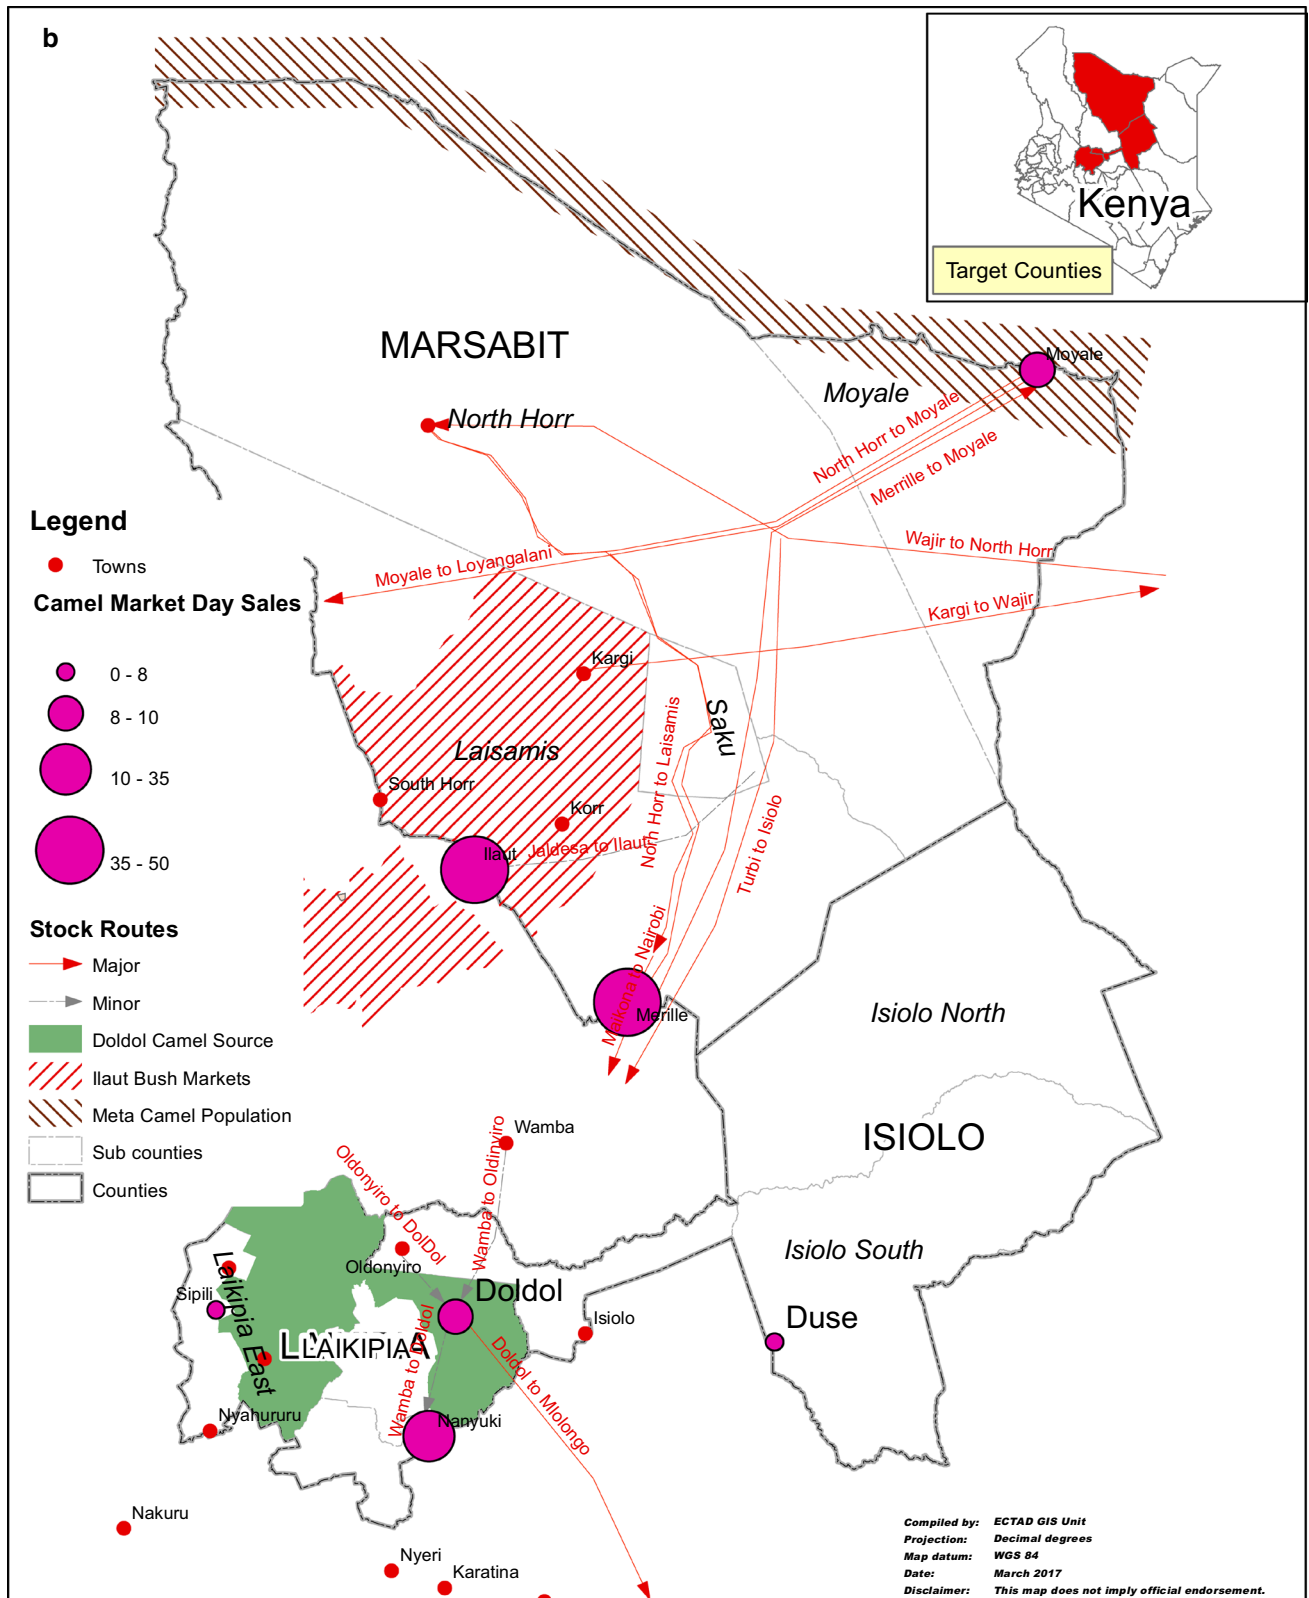 b
Kenya
Target Counties
MARSABIT
Moyale
Moyale
North Horr
North Horr to Moyale
Merrille to Moyale
Legend
Towns
Camel Market Day Sales
0 - 8
8 - 10
10 - 35
35 - 50
Stock Routes
Major
Minor
Doldol Camel Source
Ilaut Bush Markets
Meta Camel Population
Sub counties
Counties
Moyale to Loyangalani
Wajir to North Horr
Kargi to Wajir
Kargi
Saku
Laisamis
South Horr
Korr
North Horr to Laisamis
Ilaut
Jaldesa to Ilaut
Turbi to Isiolo
Maikona to Nairobi
Merille
Isiolo North
ISIOLO
Wamba
Wamba to Oldinyiro
Oldonyiro to DolDol
Isiolo South
Oldonyiro
Laikipia East
Sipili
Doldol
Isiolo
Duse
LAIKIPIA
Wamba to Doldol
Doldol to Mlolongo
Nyahururu
Nanyuki
Nakuru
Nyeri
Karatina
Compiled by: ECTAD GIS Unit
Projection: Decimal degrees
Map datum: WGS 84
Date: March 2017
Disclaimer: This map does not imply official endorsement.